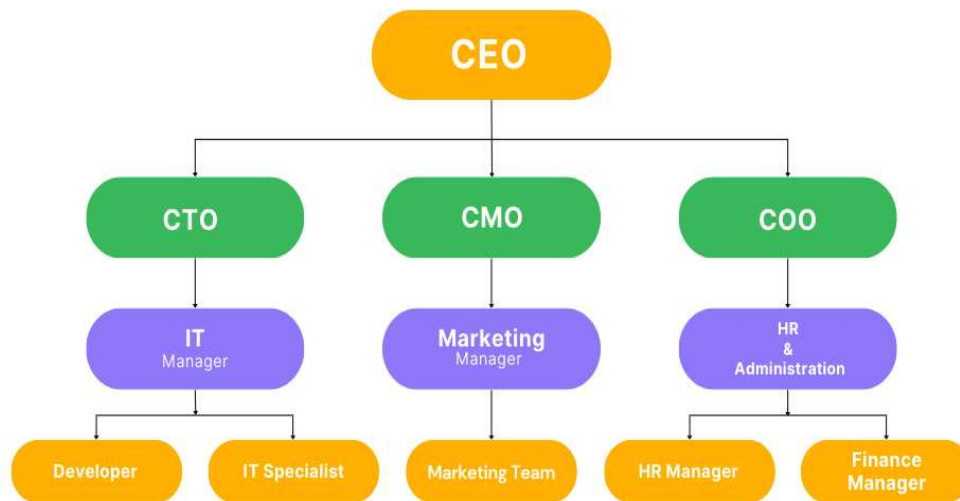 CEO
CTO
CMO
COO
IT
Manager
Marketing
Manager
HR
&
Administration
Developer
IT Specialist
Marketing Team
HR Manager
Finance
Manager